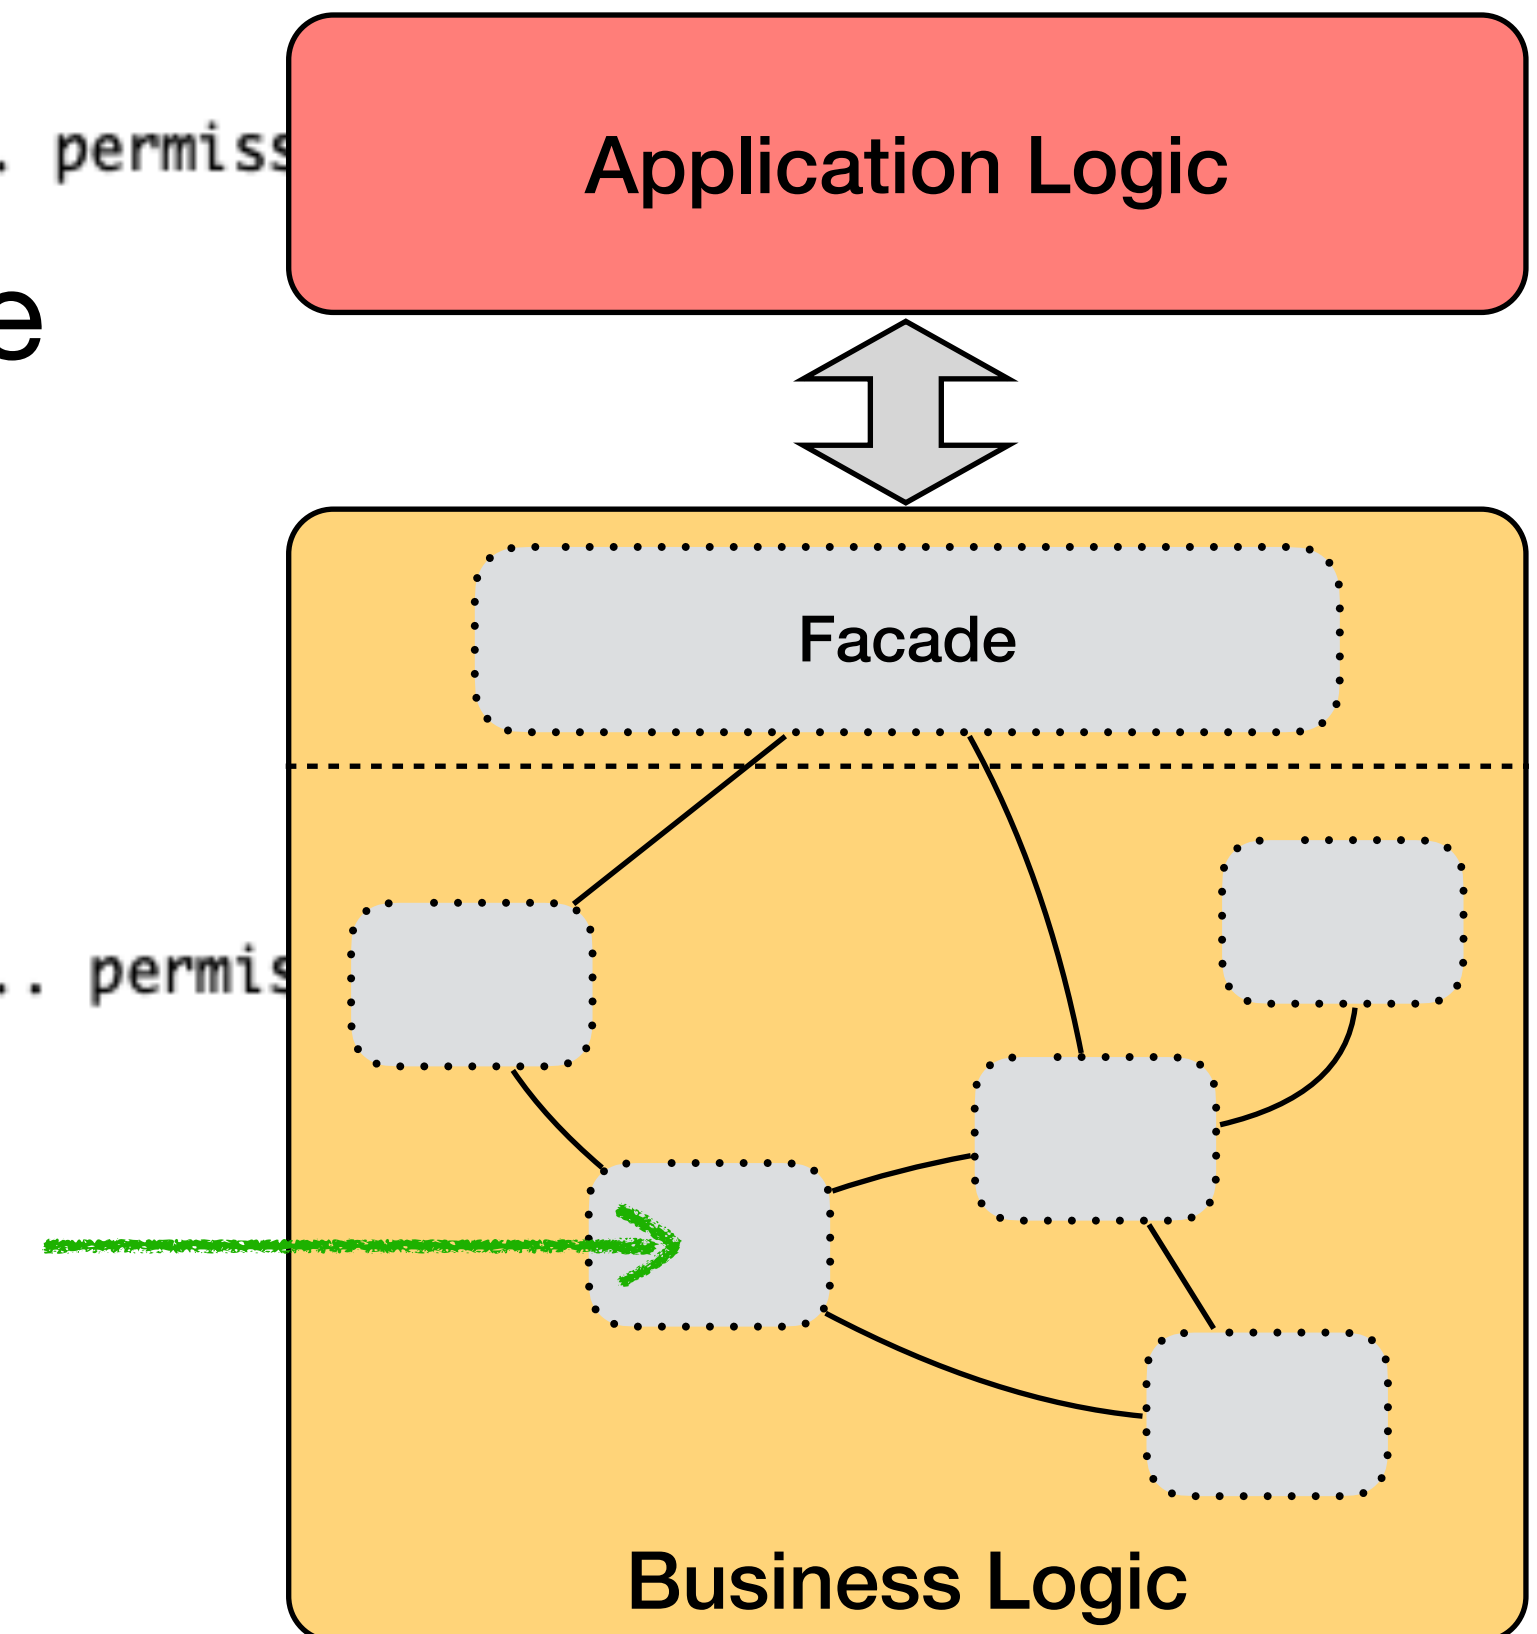 . permiss
Application Logic
e
Facade
.. permis
Business Logic